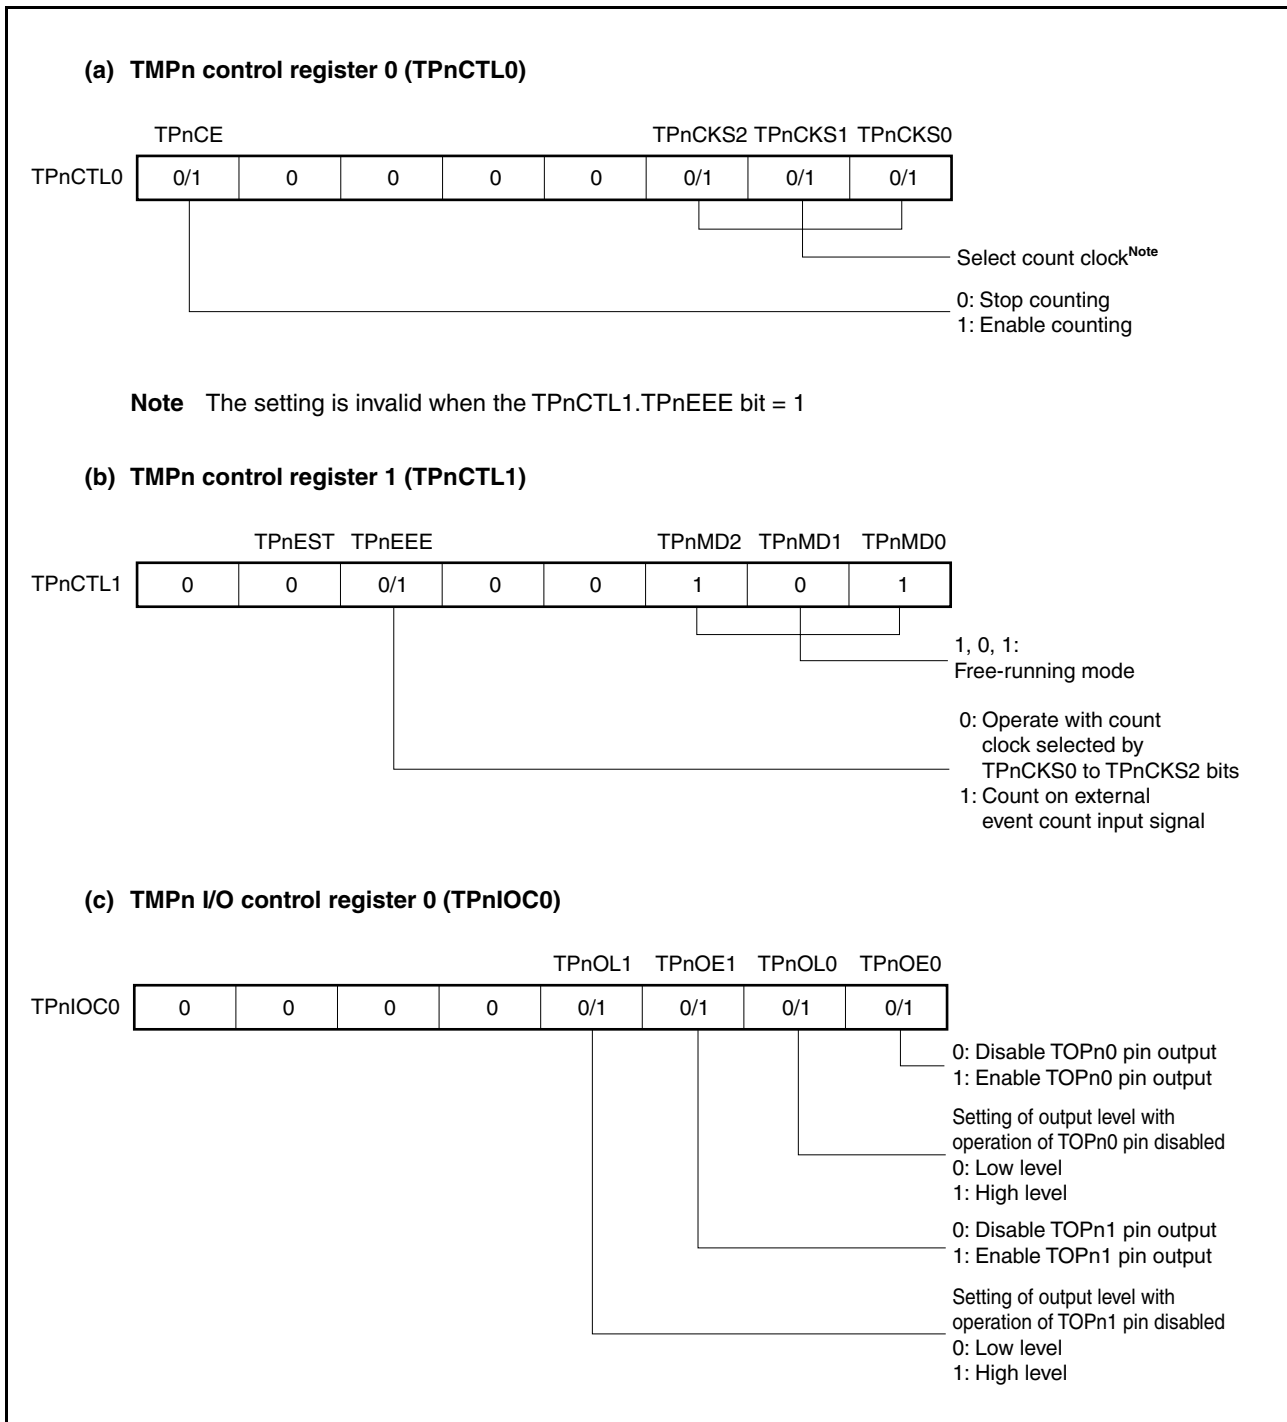 (a) TMPn control register 0 (TPnCTL0)
TPnCE TPnCKS2 TPnCKS1 TPnCKS0
TPnCTL0 0/1 0 0 0 0 0/1 0/1 0/1
Select count clockNote
0: Stop counting
1: Enable counting
Note The setting is invalid when the TPnCTL1.TPnEEE bit = 1
(b) TMPn control register 1 (TPnCTL1)
TPnEST TPnEEE TPnMD2 TPnMD1 TPnMD0
TPnCTL1 0 0 0/1 0 0 1 0 1
1, 0, 1:
Free-running mode
0: Operate with count
clock selected by
TPnCKS0 to TPnCKS2 bits
1: Count on external
event count input signal
(c) TMPn I/O control register 0 (TPnIOC0)
TPnOL1 TPnOE1 TPnOL0 TPnOE0
TPnIOC0 0 0 0 0 0/1 0/1 0/1 0/1
0: Disable TOPn0 pin output
1: Enable TOPn0 pin output
Setting of output level with
operation of TOPn0 pin disabled
0: Low level
1: High level
0: Disable TOPn1 pin output
1: Enable TOPn1 pin output
Setting of output level with
operation of TOPn1 pin disabled
0: Low level
1: High level